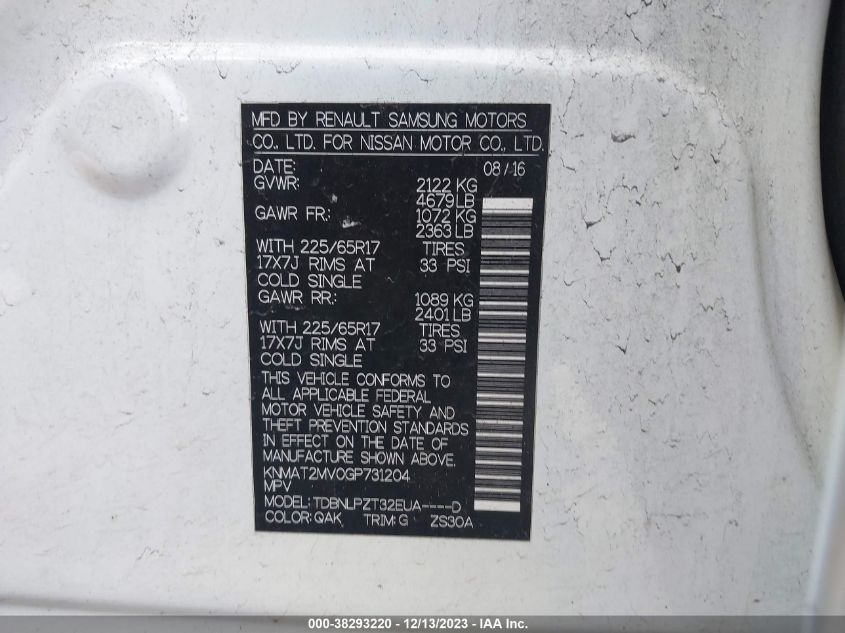 MFD BY RENAULT SAMSUNG MOTORS
CO., LTD. FOR NISSAN MOTOR CO., LTD.
DATE: 08/16
GVWR: 2122 KG
4679 LB
GAWR FR.: 1072 KG
2363 LB
WITH 225/65R17 TIRES
17X7J RIMS AT 33 PSI
COLD SINGLE
GAWR RR.: 1089 KG
2401 LB
WITH 225/65R17 TIRES
17X7J RIMS AT 33 PSI
COLD SINGLE
THIS VEHICLE CONFORMS TO
ALL APPLICABLE FEDERAL
MOTOR VEHICLE SAFETY AND
THEFT PREVENTION STANDARDS
IN EFFECT ON THE DATE OF
MANUFACTURE SHOWN ABOVE.
KNMAT2MV0GP731204
MPV
MODEL: TDBNLPZT32EUA----D
COLOR: QAK TRIM: G ZS30A
000-38293220 - 12/13/2023 - IAA Inc.